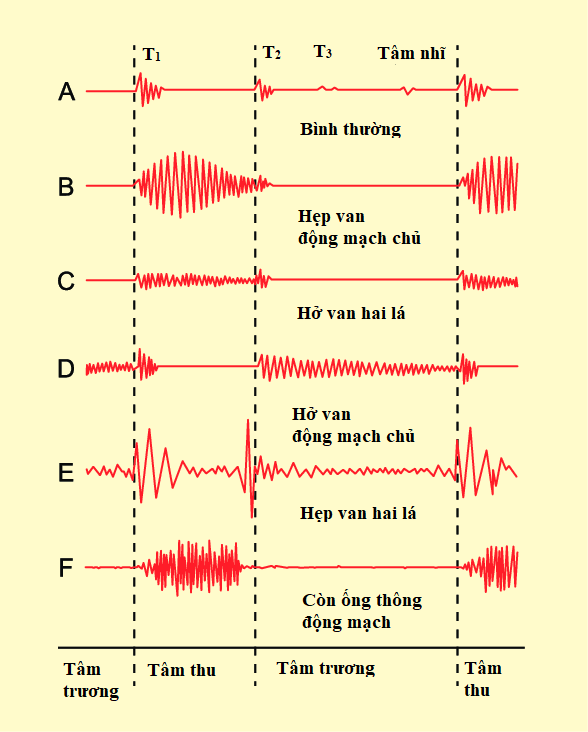 T1 T2 T3 Tâm nhĩ
A
Bình thường
B
Hẹp van
động mạch chủ
C
Hở van hai lá
D
Hở van
động mạch chủ
E
Hẹp van hai lá
F
Còn ống thông
động mạch
Tâm
trương
Tâm thu
Tâm trương
Tâm
thu